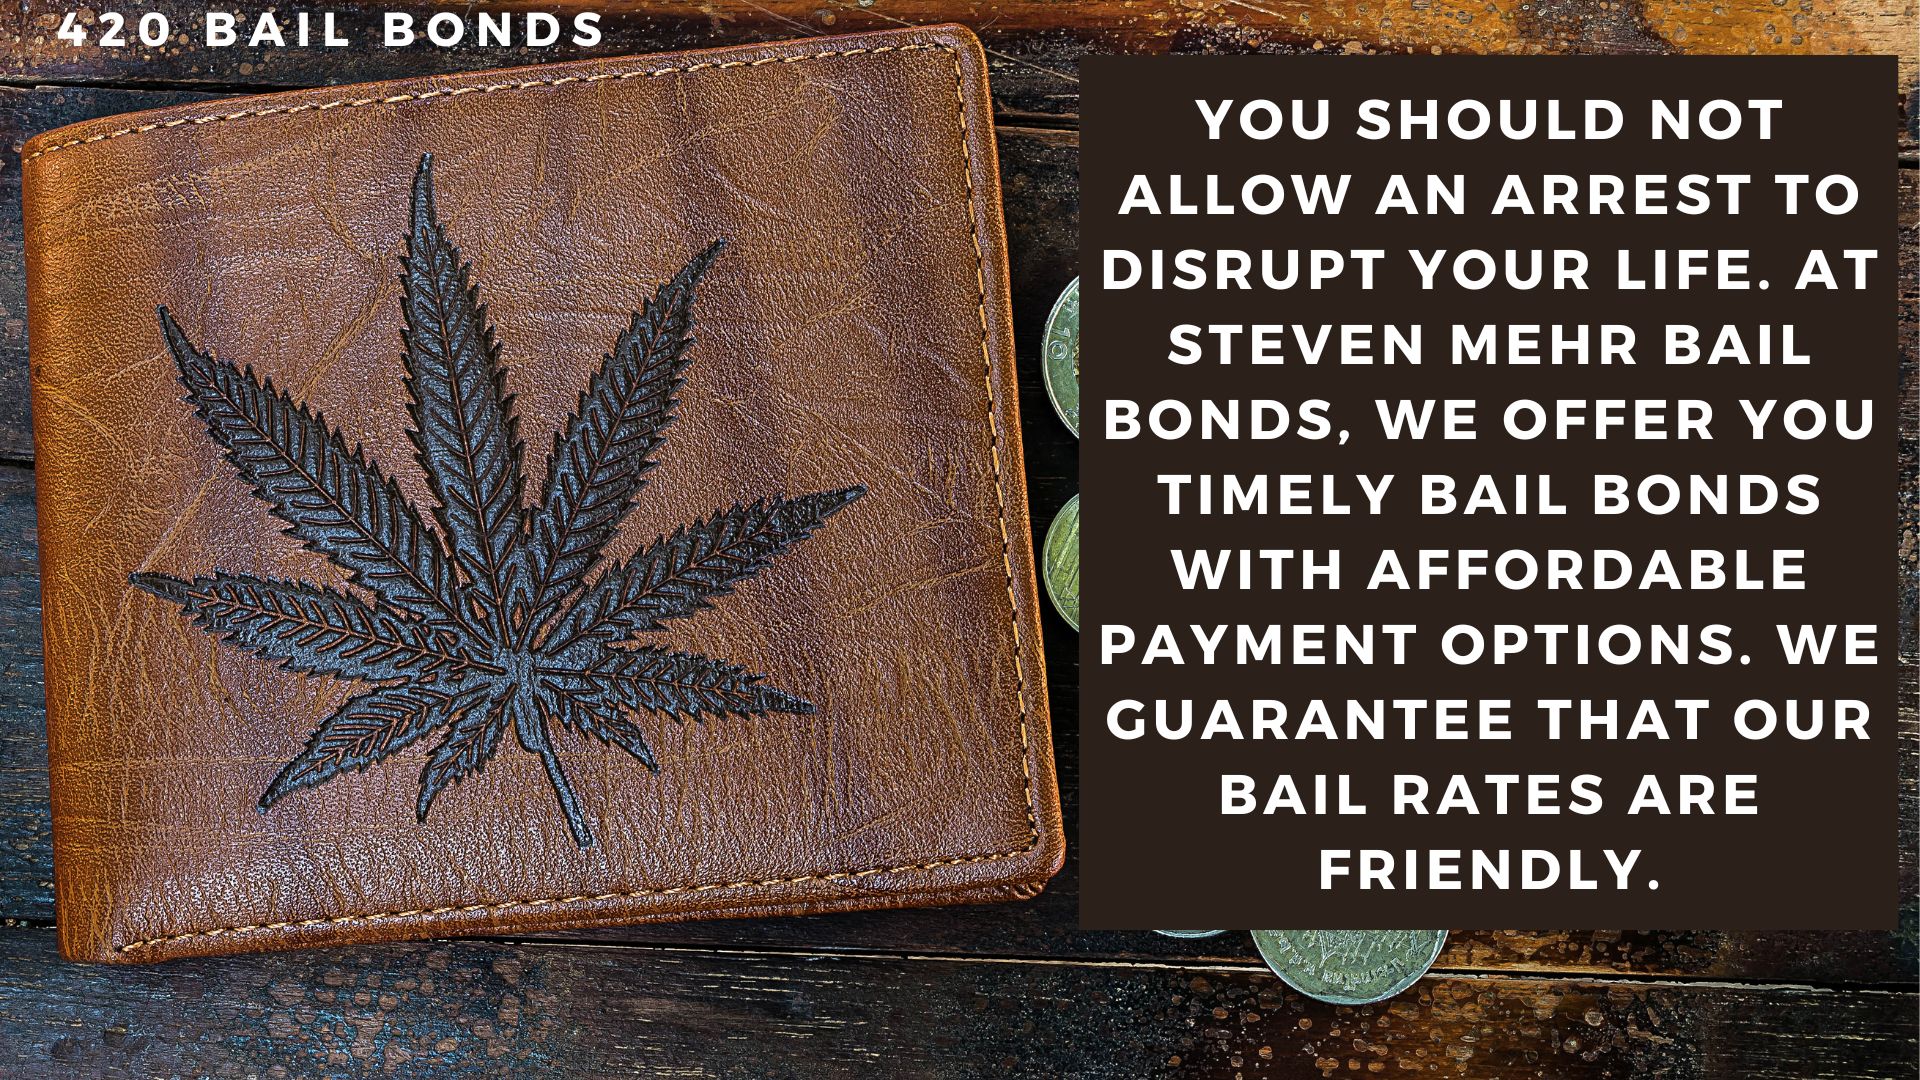 420 BAIL BONDS
YOU SHOULD NOT
ALLOW AN ARREST TO
DISRUPT YOUR LIFE. AT
STEVEN MEHR BAIL
BONDS, WE OFFER YOU
TIMELY BAIL BONDS
WITH AFFORDABLE
PAYMENT OPTIONS. WE
GUARANTEE THAT OUR
BAIL RATES ARE
FRIENDLY.